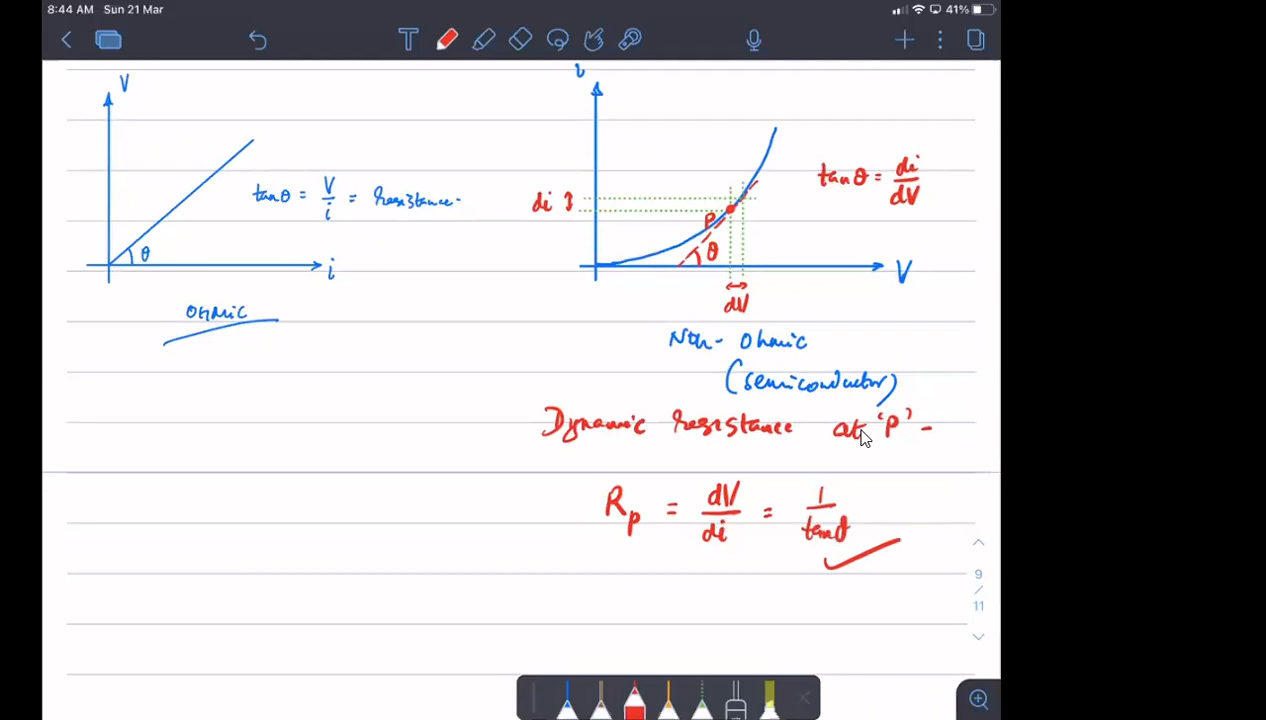 8:44 AM Sun 21 Mar
41%
T
V
tanθ = V/i = Resistance.
θ
i
OHMIC
i
di
P
θ
tanθ = di/dV
V
dV
Non-Ohmic
(semiconductor)
Dynamic Resistance at 'P' -
Rp = dV/di = 1/tanθ
9
/
11